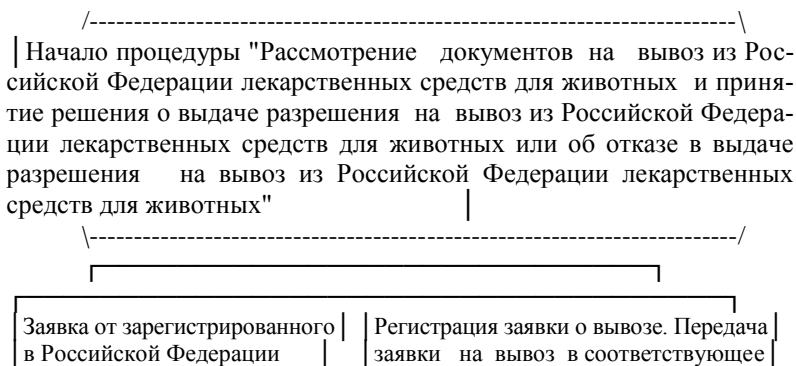 /-----------------------------------------------------------------------\
│Начало процедуры "Рассмотрение документов на вывоз из Рос-
сийской Федерации лекарственных средств для животных и приня-
тие решения о выдаче разрешения на вывоз из Российской Федера-
ции лекарственных средств для животных или об отказе в выдаче
разрешения на вывоз из Российской Федерации лекарственных
средств для животных" │
\-----------------------------------------------------------------------/
│Заявка от зарегистрированного│ │Регистрация заявки о вывозе. Передача│
│в Российской Федерации │ │заявки на вывоз в соответствующее│